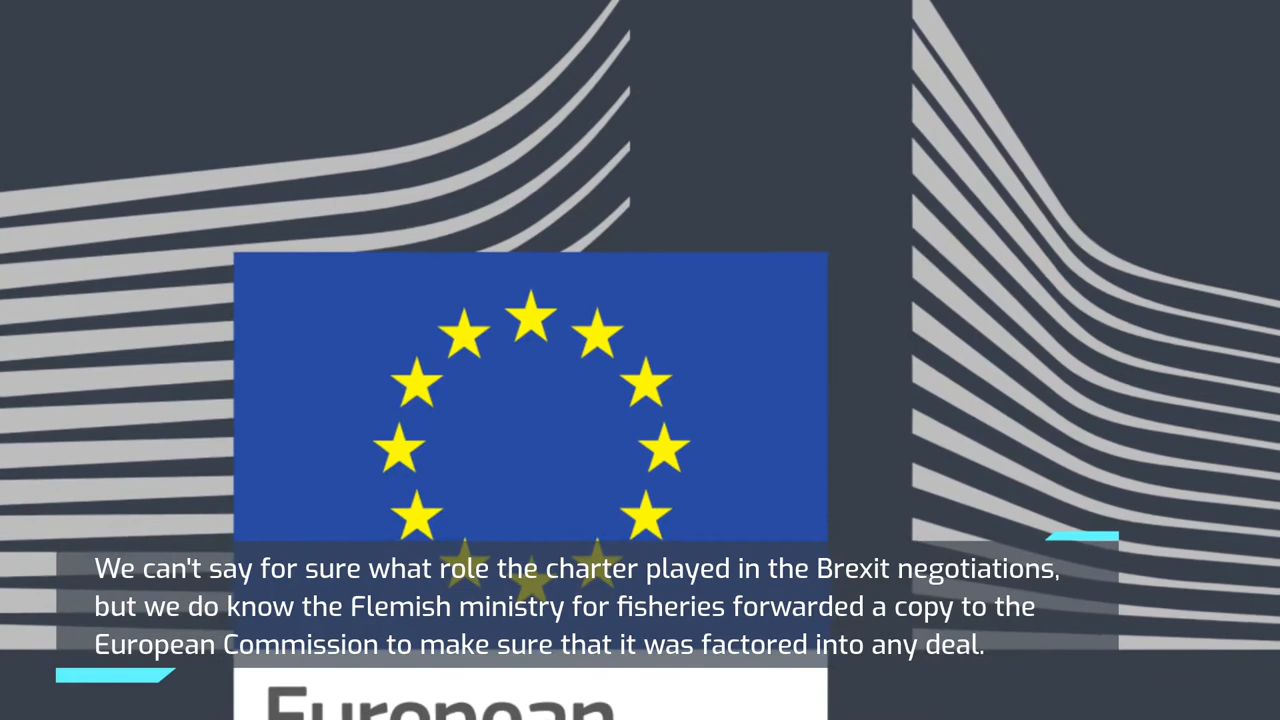 We can't say for sure what role the charter played in the Brexit negotiations,
but we do know the Flemish ministry for fisheries forwarded a copy to the
European Commission to make sure that it was factored into any deal.
European